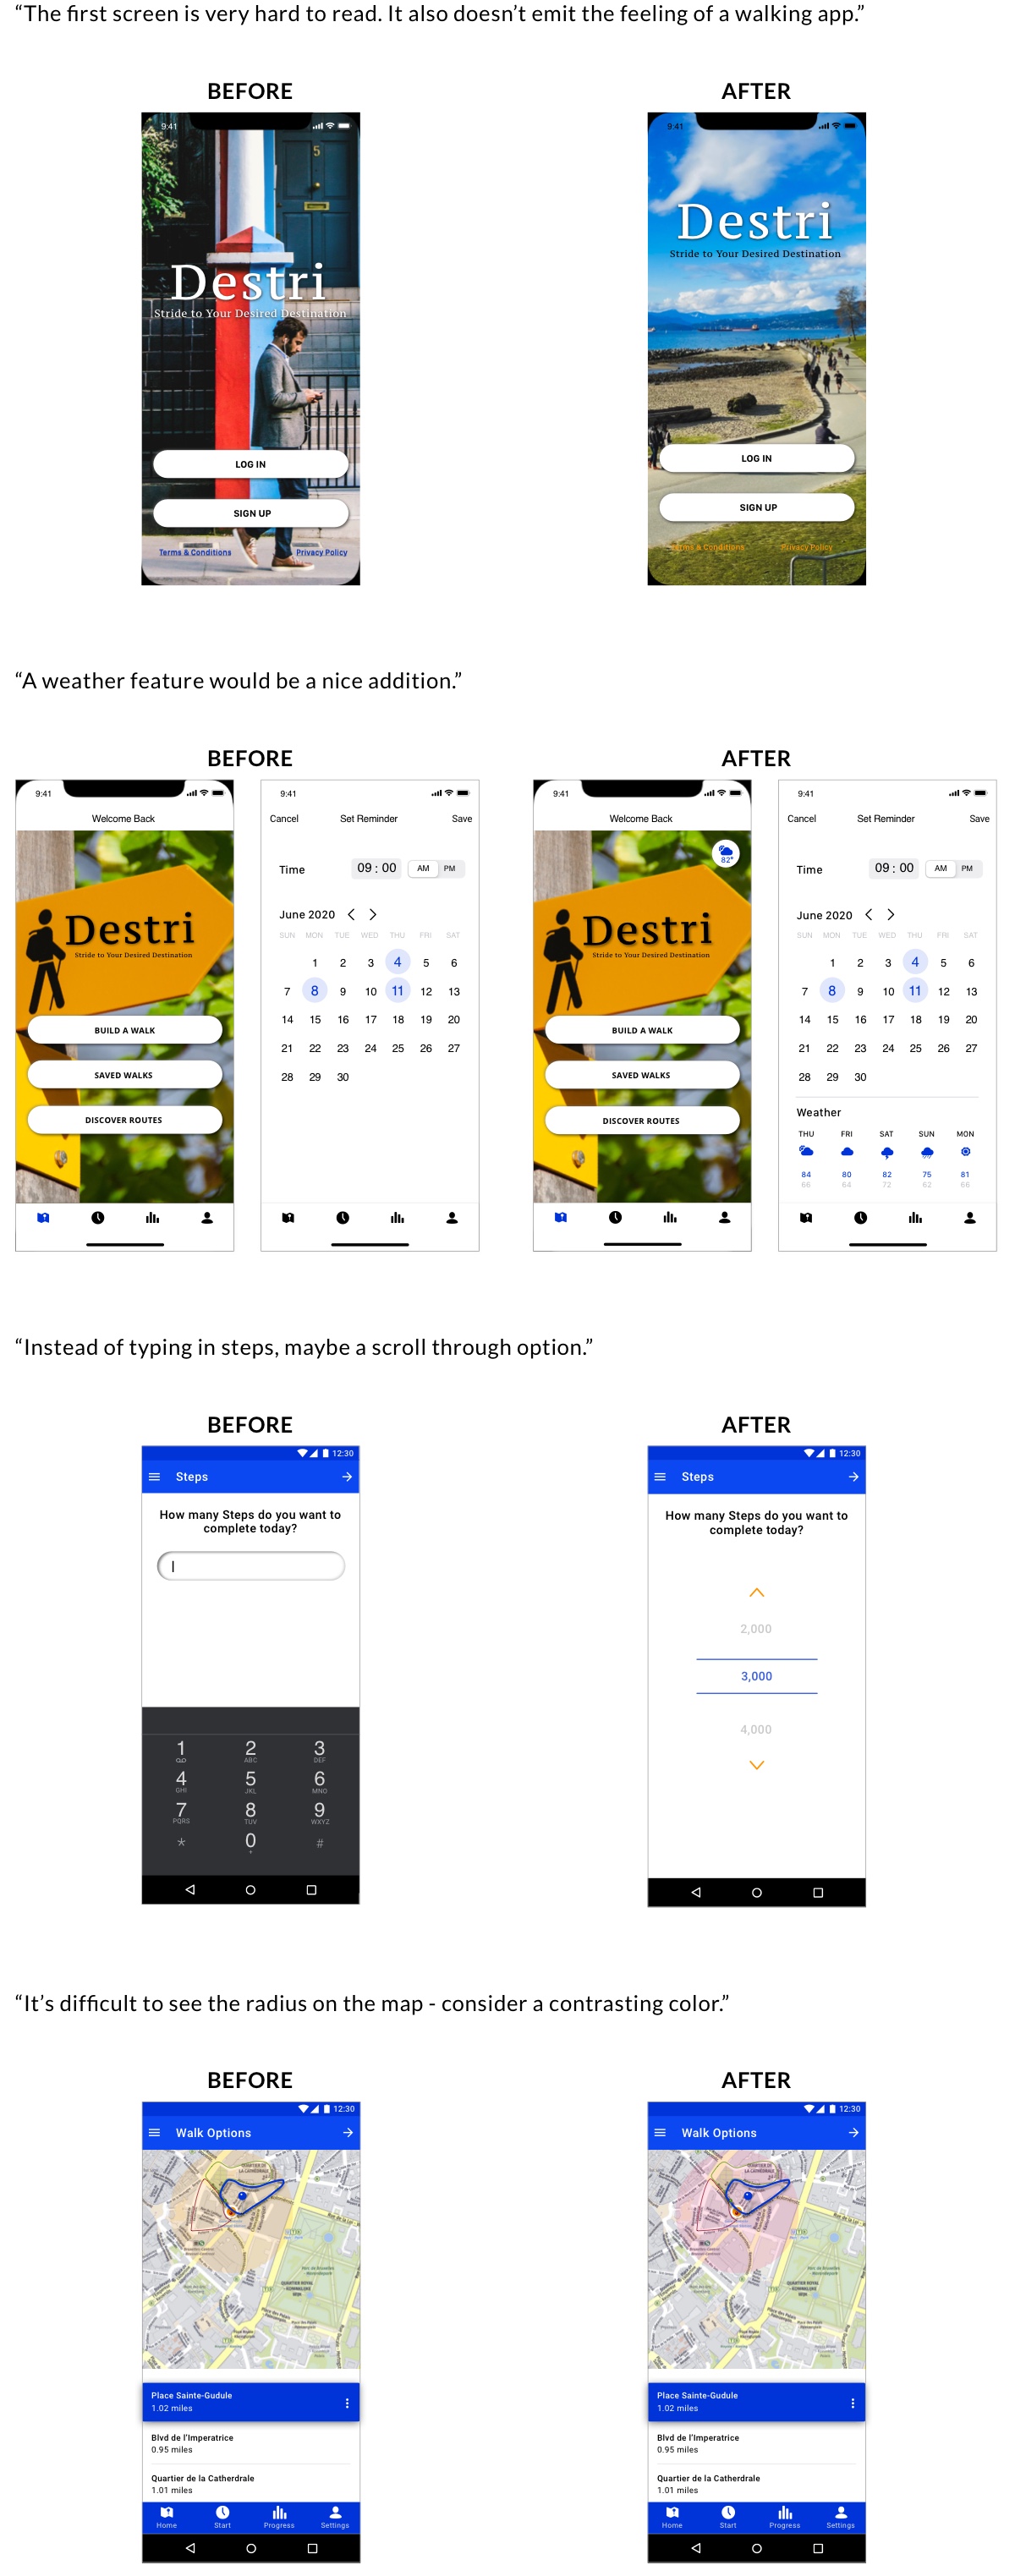 “The first screen is very hard to read. It also doesn’t emit the feeling of a walking app.”
BEFORE
AFTER
9:41
5
Destri
Stride to Your Desired Destination
LOG IN
SIGN UP
Terms & Conditions Privacy Policy
9:41
Destri
Stride to Your Desired Destination
LOG IN
SIGN UP
Terms & Conditions Privacy Policy
“A weather feature would be a nice addition.”
BEFORE
AFTER
9:41
Welcome Back
Destri
Stride to Your Desired Destination
BUILD A WALK
SAVED WALKS
DISCOVER ROUTES
9:41
Cancel Set Reminder Save
Time 09 : 00 AM PM
June 2020
SUN MON TUE WED THU FRI SAT
1 2 3 4 5 6
7 8 9 10 11 12 13
14 15 16 17 18 19 20
21 22 23 24 25 26 27
28 29 30
9:41
Welcome Back
82°
Destri
Stride to Your Desired Destination
BUILD A WALK
SAVED WALKS
DISCOVER ROUTES
9:41
Cancel Set Reminder Save
Time 09 : 00 AM PM
June 2020
SUN MON TUE WED THU FRI SAT
1 2 3 4 5 6
7 8 9 10 11 12 13
14 15 16 17 18 19 20
21 22 23 24 25 26 27
28 29 30
Weather
THU FRI SAT SUN MON
84 80 82 75 81
66 64 72 62 66
“Instead of typing in steps, maybe a scroll through option.”
BEFORE
AFTER
12:30
Steps
How many Steps do you want to
complete today?
1 2 3
ABC DEF
4 5 6
GHI JKL MNO
7 8 9
PQRS TUV WXYZ
* 0 #
+
12:30
Steps
How many Steps do you want to
complete today?
2,000
3,000
4,000
“It’s difficult to see the radius on the map - consider a contrasting color.”
BEFORE
AFTER
12:30
Walk Options
QUARTIER DE
LA CATHÉDRALE
QUARTIER ROYAL
Place Sainte-Gudule
1.02 miles
Blvd de l’Imperatrice
0.95 miles
Quartier de la Catherdrale
1.01 miles
Home Start Progress Settings
12:30
Walk Options
QUARTIER DE
LA CATHÉDRALE
QUARTIER ROYAL
Place Sainte-Gudule
1.02 miles
Blvd de l’Imperatrice
0.95 miles
Quartier de la Catherdrale
1.01 miles
Home Start Progress Settings